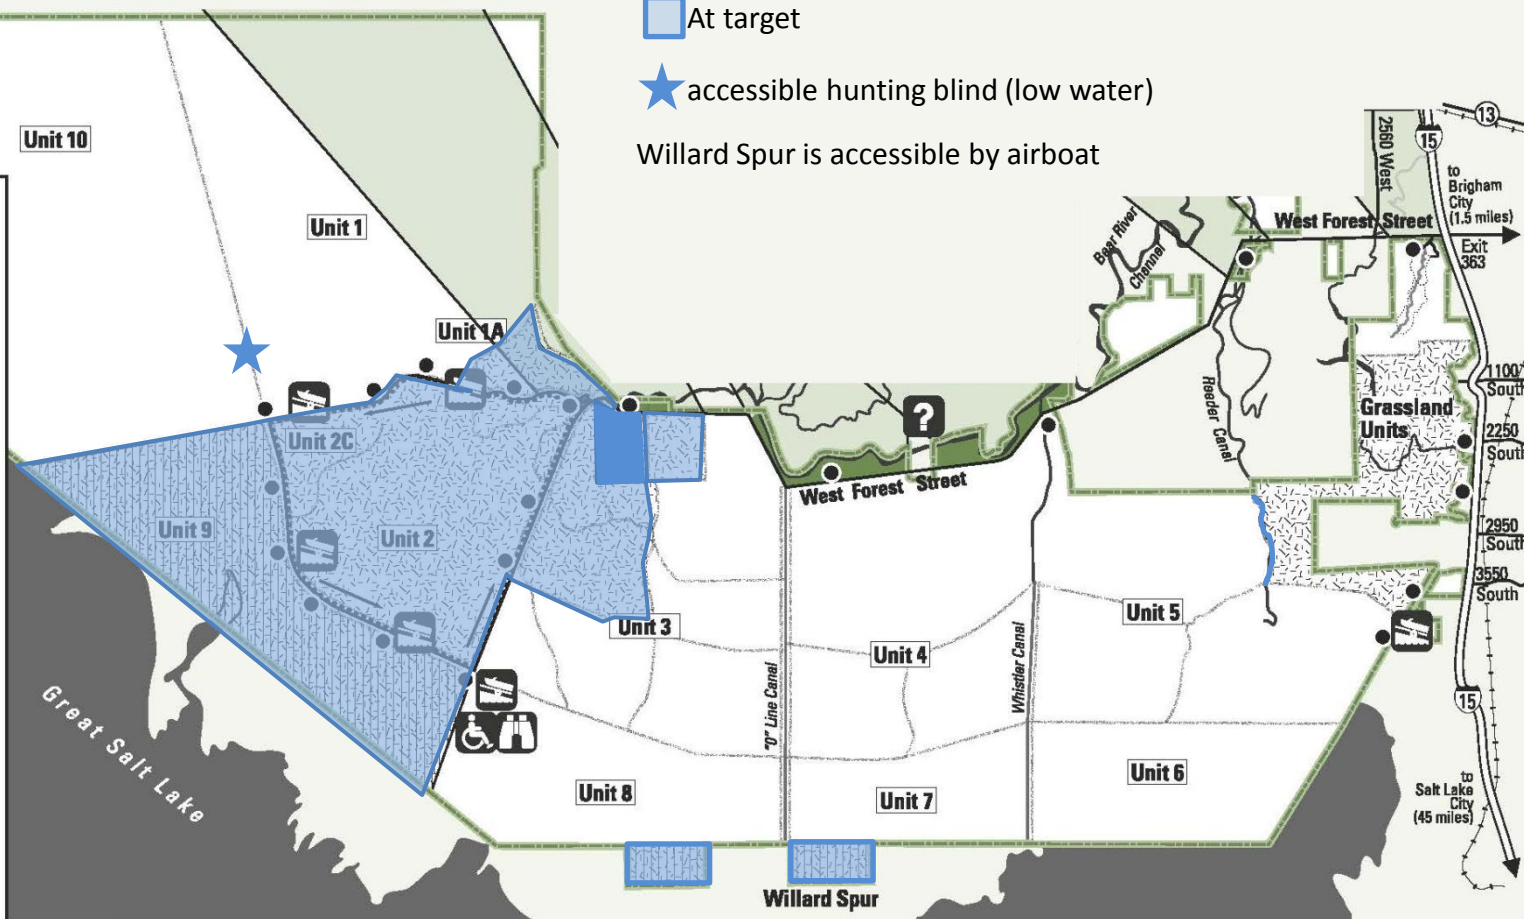 At target
accessible hunting blind (low water)
Willard Spur is accessible by airboat
13
15
2560 West
to
Brigham
City
(1.5 miles)
West Forest Street
Exit
363
Unit 10
Unit 1
Bear River
Channel
Unit 1A
1100
South
Reeder Canal
Grassland
Units
?
2250
South
Unit 2C
West Forest Street
Unit 9
Unit 2
2950
South
3550
South
Unit 3
Unit 4
Unit 5
Whistler Canal
"O" Line Canal
Great Salt Lake
15
Unit 8
Unit 7
Unit 6
to
Salt Lake
City
(45 miles)
Willard Spur